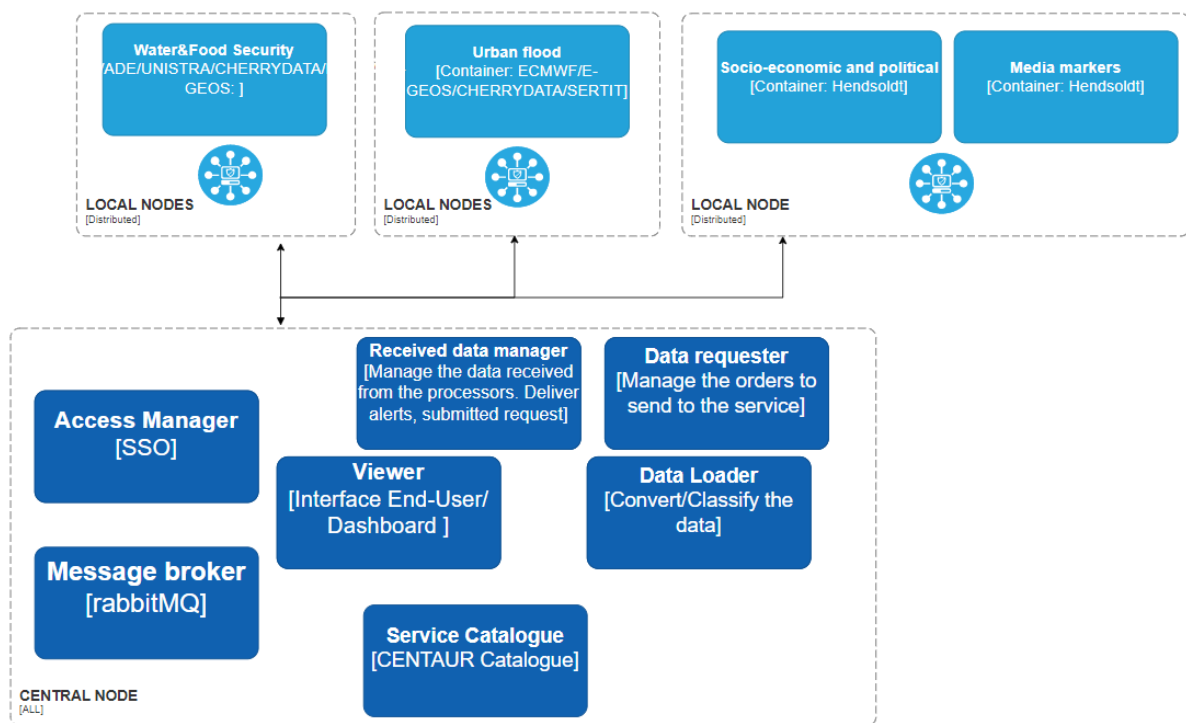 Water&Food Security
/ADE/UNISTRA/CHERRYDATA/
GEOS: ]
LOCAL NODES
[Distributed]
Urban flood
[Container: ECMWF/E-
GEOS/CHERRYDATA/SERTIT]
LOCAL NODES
[Distributed]
Socio-economic and political
[Container: Hendsoldt]
Media markers
[Container: Hendsoldt]
LOCAL NODE
[Distributed]
Received data manager
[Manage the data received
from the processors. Deliver
alerts, submitted request]
Data requester
[Manage the orders to
send to the service]
Access Manager
[SSO]
Viewer
[Interface End-User/
Dashboard ]
Data Loader
[Convert/Classify the
data]
Message broker
[rabbitMQ]
Service Catalogue
[CENTAUR Catalogue]
CENTRAL NODE
[ALL]